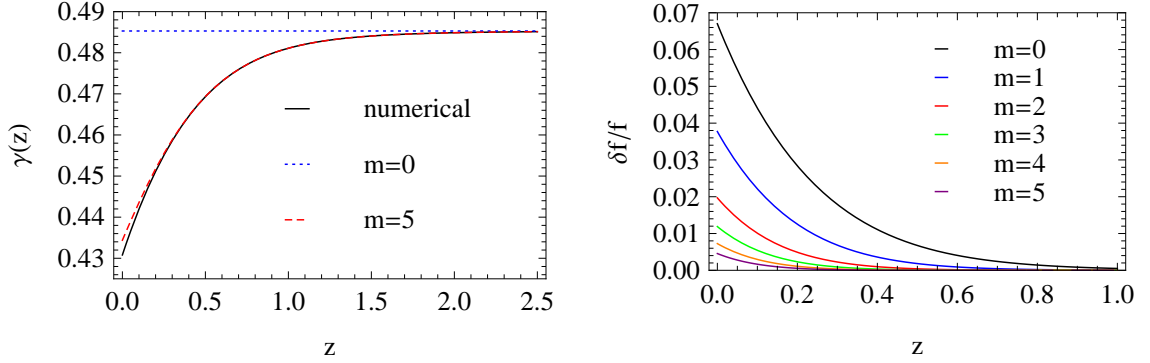 0.49
0.48
0.47
0.46
0.45
0.44
0.43
γ(z)
0.0 0.5 1.0 1.5 2.0 2.5
z
numerical
m=0
m=5
0.07
0.06
0.05
0.04
0.03
0.02
0.01
0.00
δf/f
0.0 0.2 0.4 0.6 0.8 1.0
z
m=0
m=1
m=2
m=3
m=4
m=5